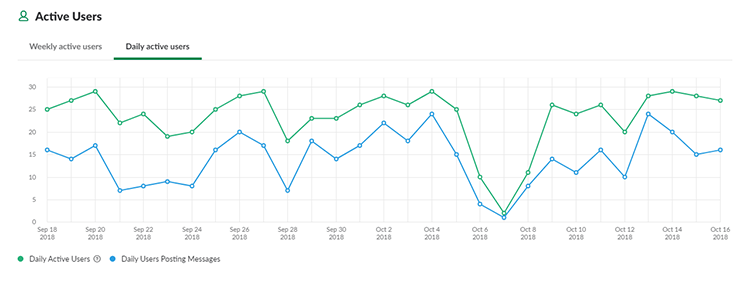 Active Users
Weekly active users
Daily active users
30
25
20
15
10
5
0
Sep 18
2018
Sep 20
2018
Sep 22
2018
Sep 24
2018
Sep 26
2018
Sep 28
2018
Sep 30
2018
Oct 2
2018
Oct 4
2018
Oct 6
2018
Oct 8
2018
Oct 10
2018
Oct 12
2018
Oct 14
2018
Oct 16
2018
Daily Active Users ?
Daily Users Posting Messages